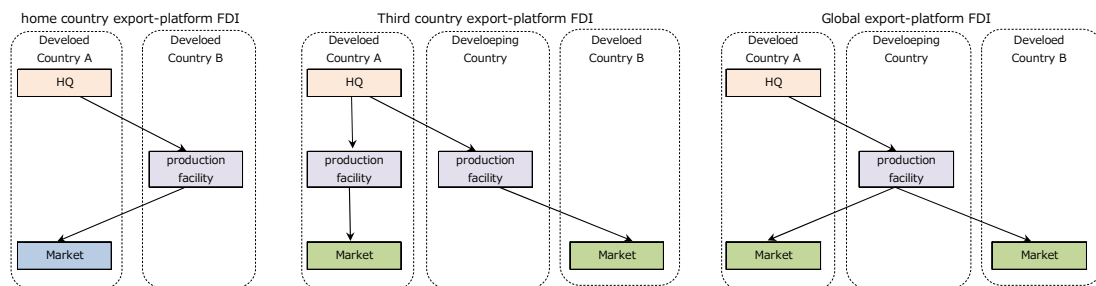 home country export-platform FDI
Develoed
Country A
Develoed
Country B
HQ
production
facility
Market
Third country export-platform FDI
Develoed
Country A
Develoeping
Country
Develoed
Country B
HQ
production
facility
production
facility
Market
Market
Global export-platform FDI
Develoed
Country A
Develoeping
Country
Develoed
Country B
HQ
production
facility
Market
Market